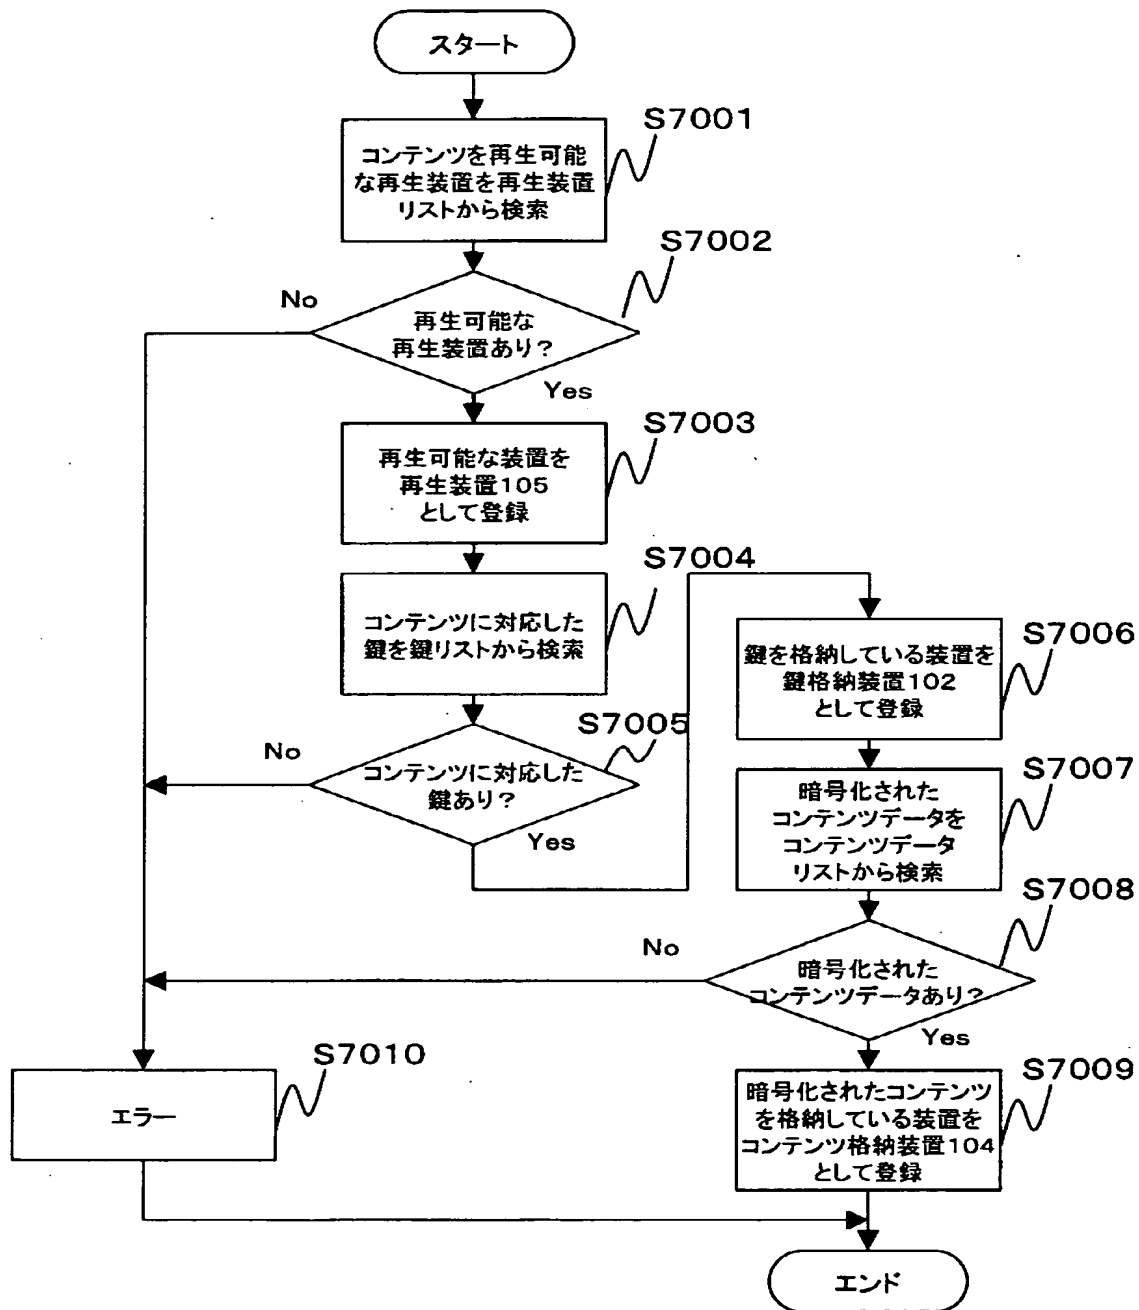 スタート
S7001
コンテンツを再生可能
な再生装置を再生装置
リストから検索
S7002
No
再生可能な
再生装置あり?
Yes
S7003
再生可能な装置を
再生装置105
として登録
S7004
コンテンツに対応した
鍵を鍵リストから検索
S7005
No
コンテンツに対応した
鍵あり?
Yes
S7006
鍵を格納している装置を
鍵格納装置102
として登録
S7007
暗号化された
コンテンツデータを
コンテンツデータ
リストから検索
S7008
No
暗号化された
コンテンツデータあり?
Yes
S7009
暗号化されたコンテンツ
を格納している装置を
コンテンツ格納装置104
として登録
S7010
エラー
エンド